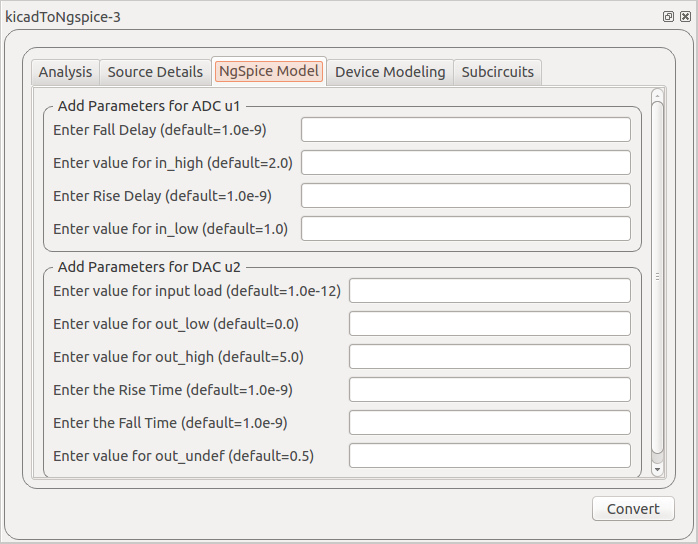 kicadToNgspice-3
Analysis Source Details NgSpice Model Device Modeling Subcircuits
Add Parameters for ADC u1
Enter Fall Delay (default=1.0e-9)
Enter value for in_high (default=2.0)
Enter Rise Delay (default=1.0e-9)
Enter value for in_low (default=1.0)
Add Parameters for DAC u2
Enter value for input load (default=1.0e-12)
Enter value for out_low (default=0.0)
Enter value for out_high (default=5.0)
Enter the Rise Time (default=1.0e-9)
Enter the Fall Time (default=1.0e-9)
Enter value for out_undef (default=0.5)
Convert